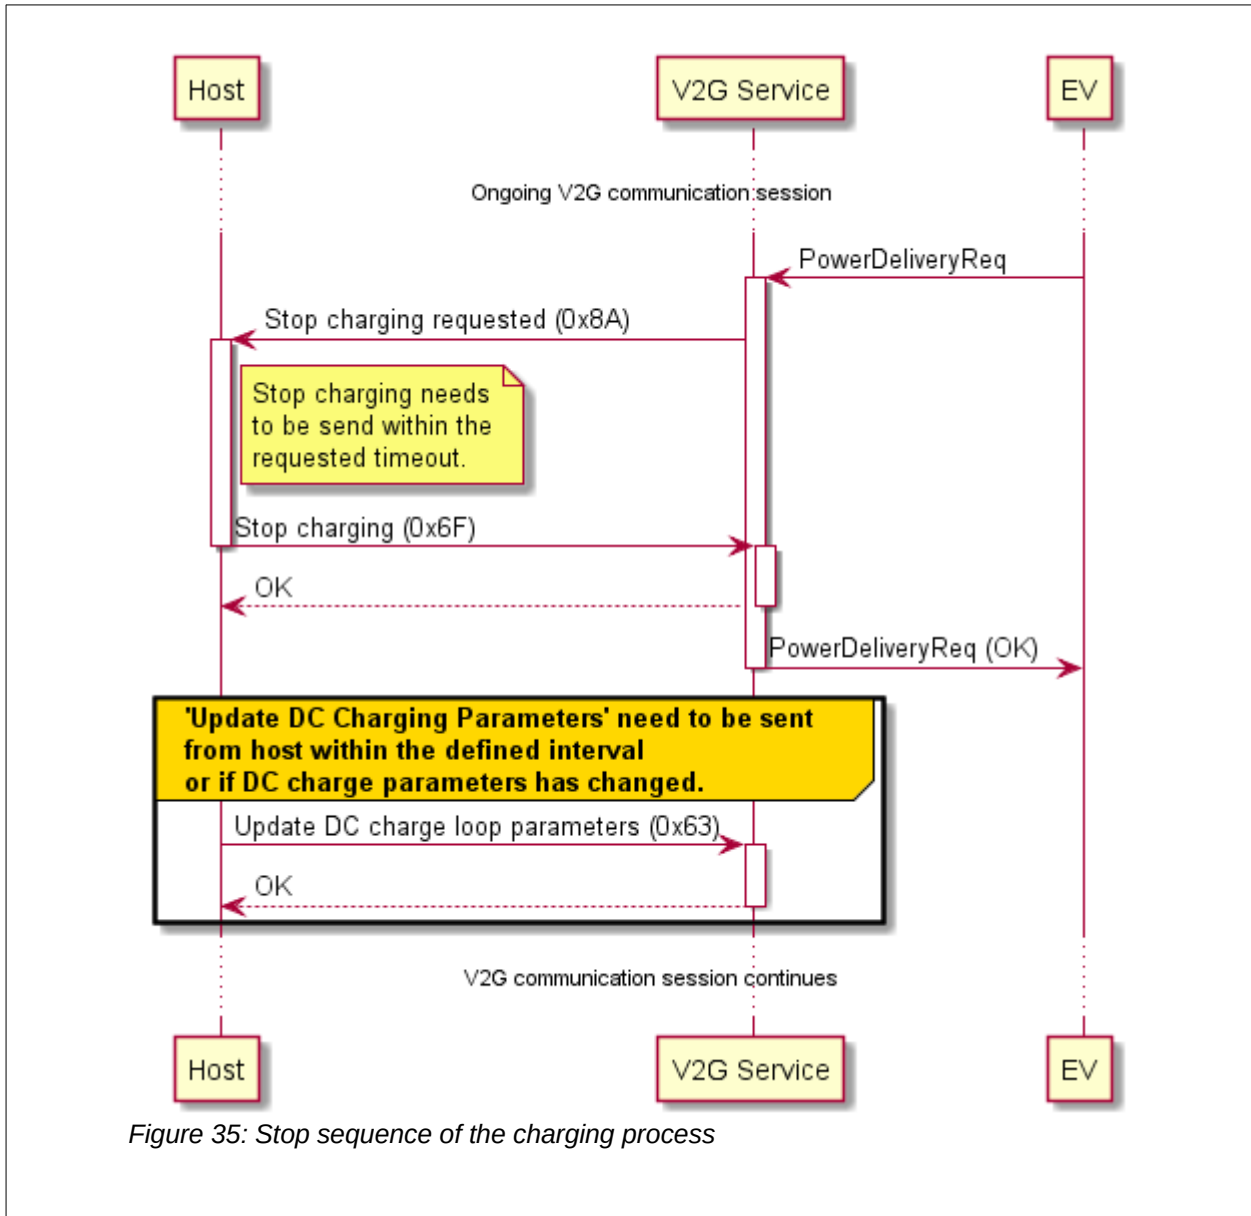 Host
V2G Service
EV
Ongoing V2G communication session
PowerDeliveryReq
Stop charging requested (0x8A)
Stop charging needs
to be send within the
requested timeout.
Stop charging (0x6F)
OK
PowerDeliveryReq (OK)
'Update DC Charging Parameters' need to be sent
from host within the defined interval
or if DC charge parameters has changed.
Update DC charge loop parameters (0x63)
OK
V2G communication session continues
Host
V2G Service
EV
Figure 35: Stop sequence of the charging process